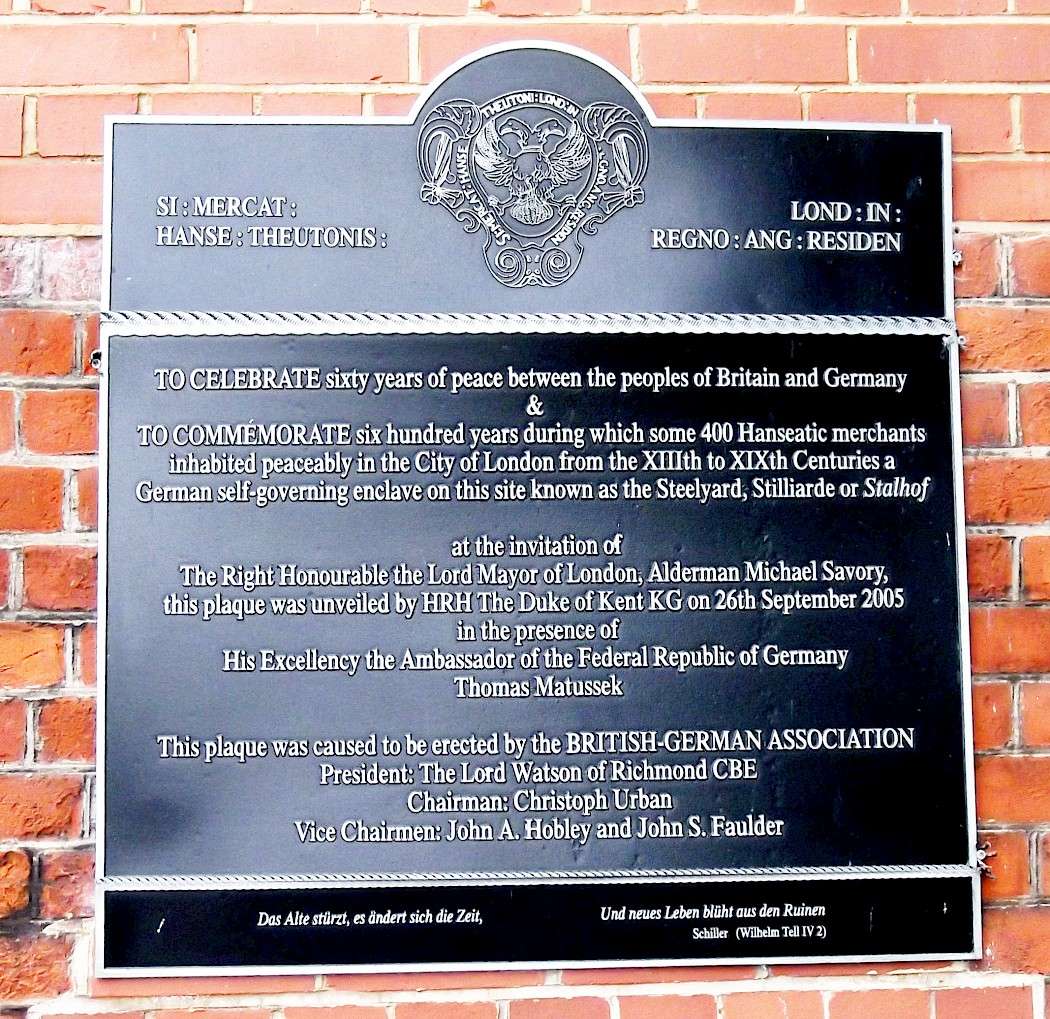 THEUTONI : LOND : IN
SI : MERCAT :
HANSE : THEUTONIS :
LOND : IN :
REGNO : ANG : RESIDEN
TO CELEBRATE sixty years of peace between the peoples of Britain and Germany
&
TO COMMÉMORATE six hundred years during which some 400 Hanseatic merchants
inhabited peaceably in the City of London from the XIIIth to XIXth Centuries a
German self-governing enclave on this site known as the Steelyard, Stilliarde or Stalhof
at the invitation of
The Right Honourable the Lord Mayor of London, Alderman Michael Savory,
this plaque was unveiled by HRH The Duke of Kent KG on 26th September 2005
in the presence of
His Excellency the Ambassador of the Federal Republic of Germany
Thomas Matussek
This plaque was caused to be erected by the BRITISH-GERMAN ASSOCIATION
President: The Lord Watson of Richmond CBE
Chairman: Christoph Urban
Vice Chairmen: John A. Hobley and John S. Faulder
Das Alte stürzt, es ändert sich die Zeit,
Und neues Leben blüht aus den Ruinen
Schiller (Wilhelm Tell IV 2)